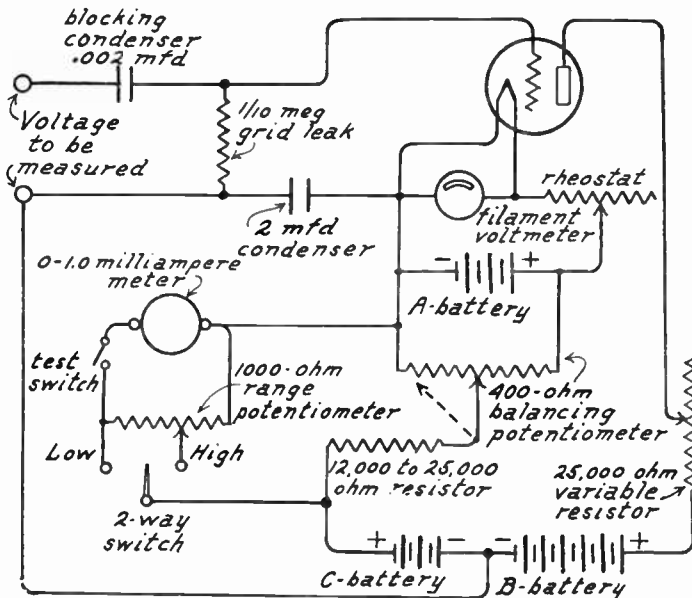 blocking
condenser
.002 mfd
Voltage
to be
measured
1/10 meg
grid leak
2 mfd
condenser
rheostat
filament
voltmeter
0-1.0 milliampere
meter
- +
A-battery
test
switch
1000-ohm
range
potentiometer
400-ohm
balancing
potentiometer
Low
High
12,000 to 25,000
ohm resistor
25,000 ohm
variable
resistor
2-way
switch
+ - - +
C-battery
B-battery